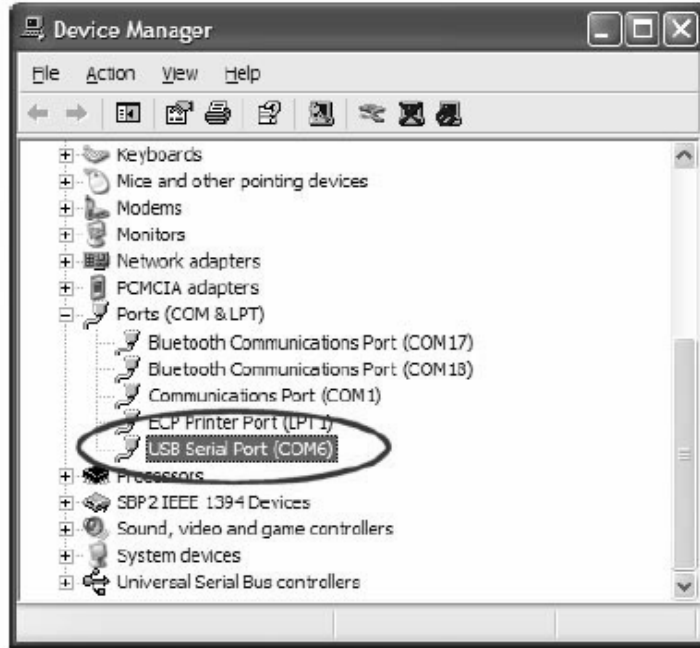 Device Manager
File Action View Help
Keyboards
Mice and other pointing devices
Modems
Monitors
Network adapters
PCMCIA adapters
Ports (COM & LPT)
Bluetooth Communications Port (COM17)
Bluetooth Communications Port (COM18)
Communications Port (COM1)
ECP Printer Port (LPT1)
USB Serial Port (COM6)
Processors
SBP2 IEEE 1394 Devices
Sound, video and game controllers
System devices
Universal Serial Bus controllers